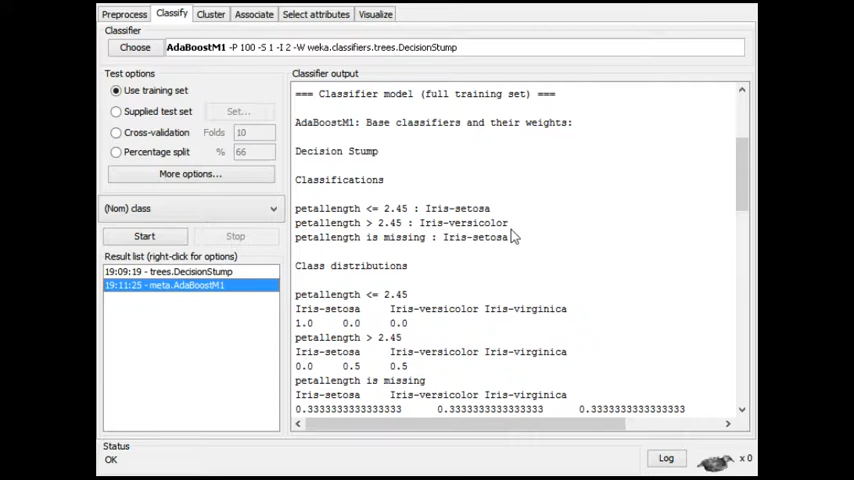 Preprocess Classify Cluster Associate Select attributes Visualize
Classifier
Choose AdaBoostM1 -P 100 -S 1 -I 2 -W weka.classifiers.trees.DecisionStump
Test options
Use training set
Supplied test set Set...
Cross-validation Folds 10
Percentage split % 66
More options...
(Nom) class
Start Stop
Result list (right-click for options)
19:09:19 - trees.DecisionStump
19:11:25 - meta.AdaBoostM1
Classifier output
=== Classifier model (full training set) ===
AdaBoostM1: Base classifiers and their weights:
Decision Stump
Classifications
petallength <= 2.45 : Iris-setosa
petallength > 2.45 : Iris-versicolor
petallength is missing : Iris-setosa
Class distributions
petallength <= 2.45
Iris-setosa Iris-versicolor Iris-virginica
1.0 0.0 0.0
petallength > 2.45
Iris-setosa Iris-versicolor Iris-virginica
0.0 0.5 0.5
petallength is missing
Iris-setosa Iris-versicolor Iris-virginica
0.3333333333333333 0.3333333333333333 0.3333333333333333
Status
OK
Log x 0